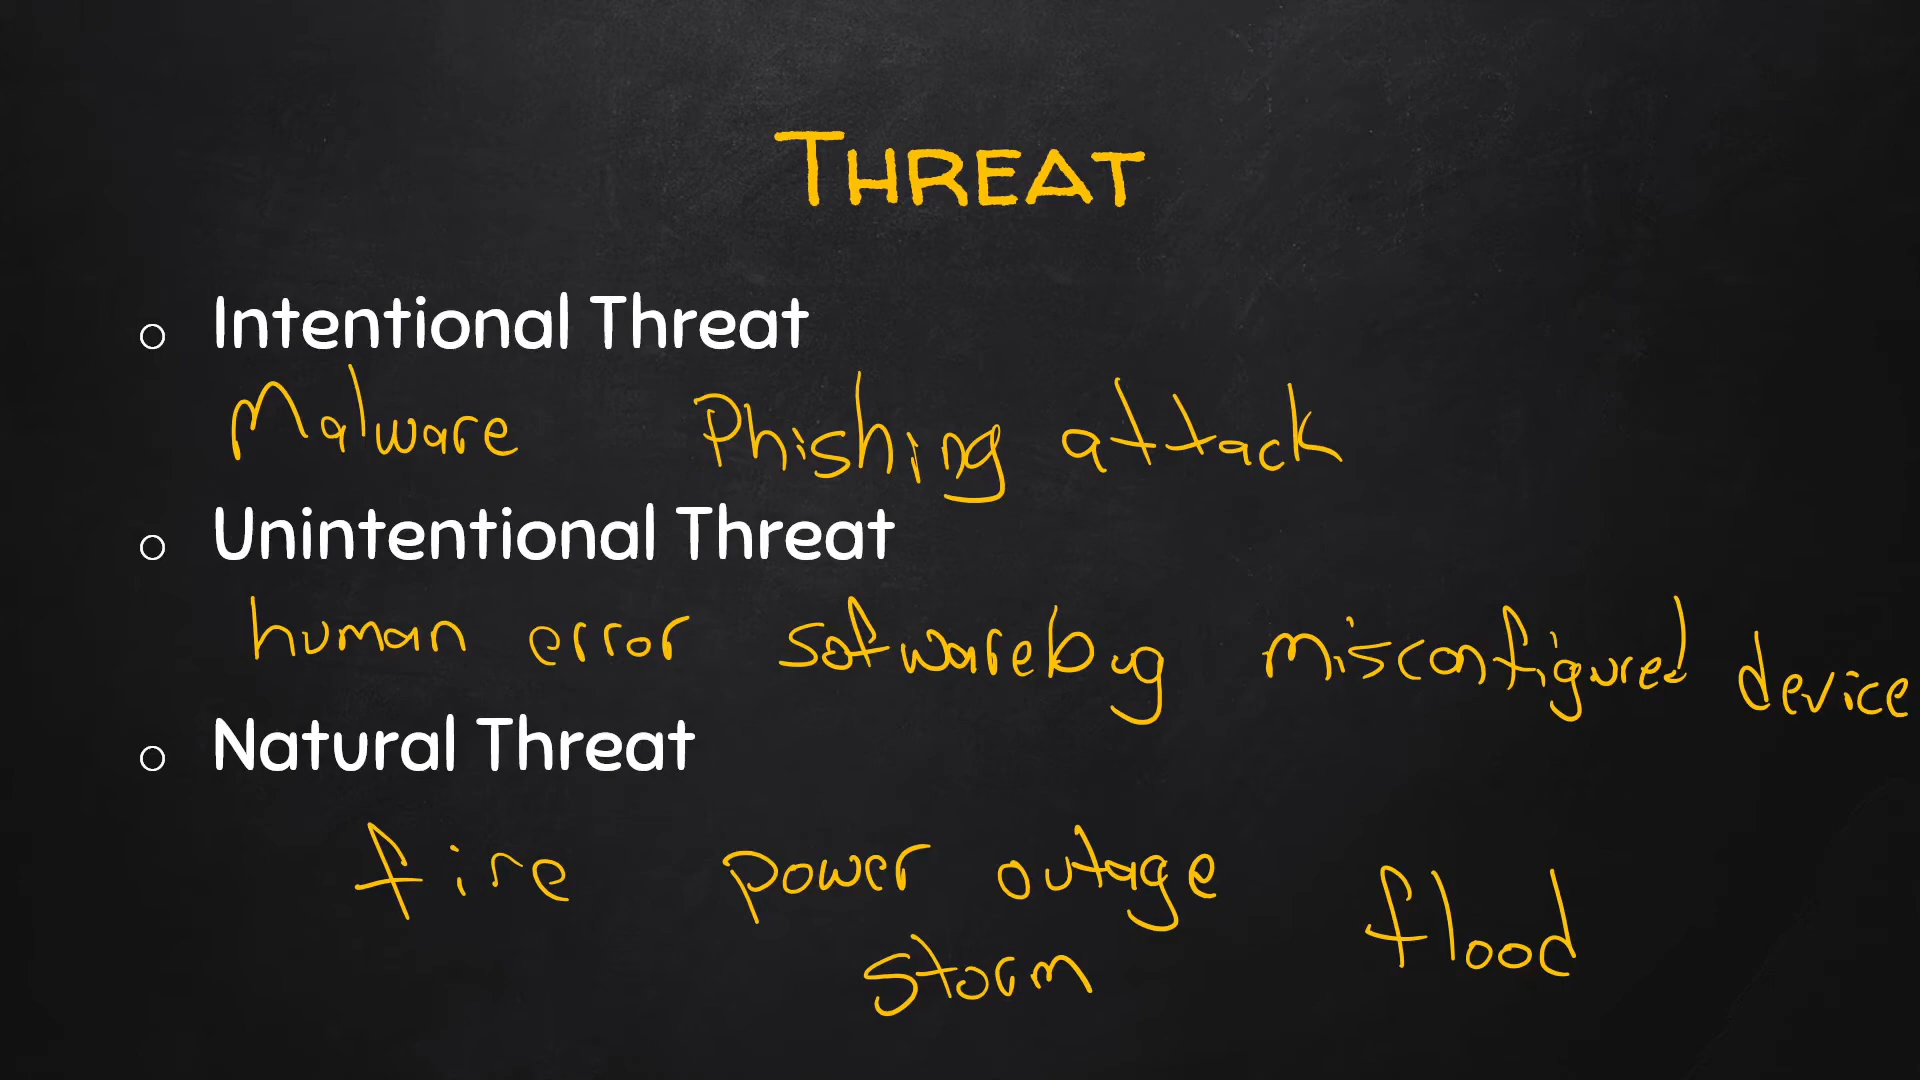 THREAT
Intentional Threat
Malware Phishing attack
Unintentional Threat
human error sofwarebug misconfigured device
Natural Threat
fire power outage flood
storm